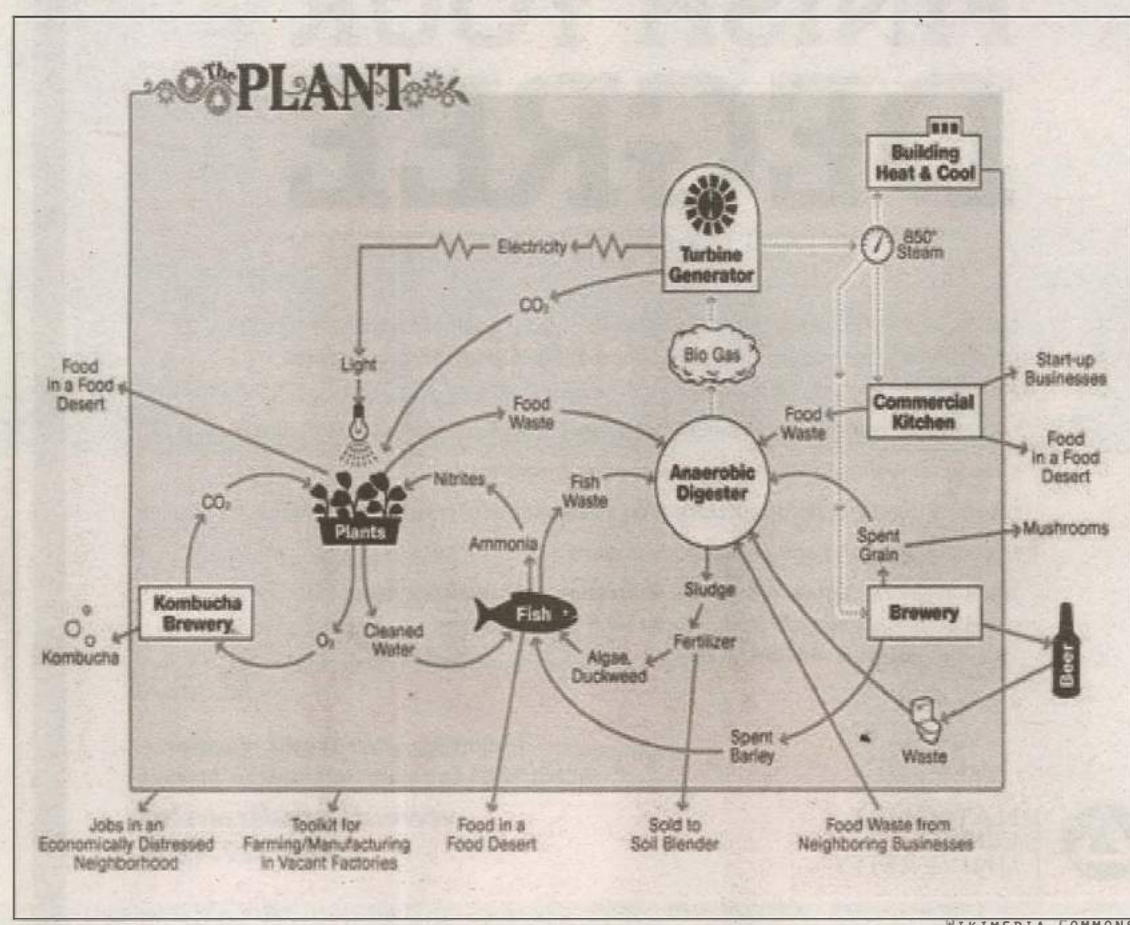 The PLANT
Building
Heat & Cool
850°
Steam
Turbine
Generator
Electricity
CO₂
Light
Bio Gas
Food
in a Food
Desert
Start-up
Businesses
Commercial
Kitchen
Food
Waste
Food
Waste
Food
in a Food
Desert
Anaerobic
Digester
Nitrites
Fish
Waste
CO₂
Plants
Ammonia
Spent
Grain
Mushrooms
Sludge
Kombucha
Brewery
Fish
Brewery
O₂
Cleaned
Water
Fertilizer
Kombucha
Algae,
Duckweed
Beer
Spent
Barley
Waste
Jobs in an
Economically Distressed
Neighborhood
Toolkit for
Farming/Manufacturing
in Vacant Factories
Food in a
Food Desert
Sold to
Soil Blender
Food Waste from
Neighboring Businesses
WIKIMEDIA COMMONS